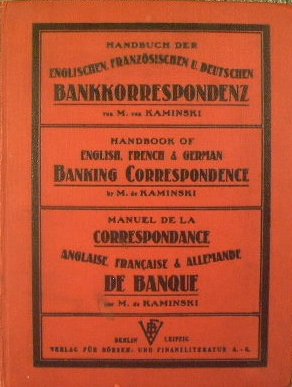 HANDBUCH DER
ENGLISCHEN, FRANZÖSISCHEN U. DEUTSCHEN
BANKKORRESPONDENZ
von M. von KAMINSKI
HANDBOOK OF
ENGLISH, FRENCH & GERMAN
BANKING CORRESPONDENCE
by M. de KAMINSKI
MANUEL DE LA
CORRESPONDANCE
ANGLAISE FRANÇAISE & ALLEMANDE
DE BANQUE
par M. de KAMINSKI
BERLIN LEIPZIG
VERLAG FÜR BÖRSEN- UND FINANZLITERATUR A.-G.